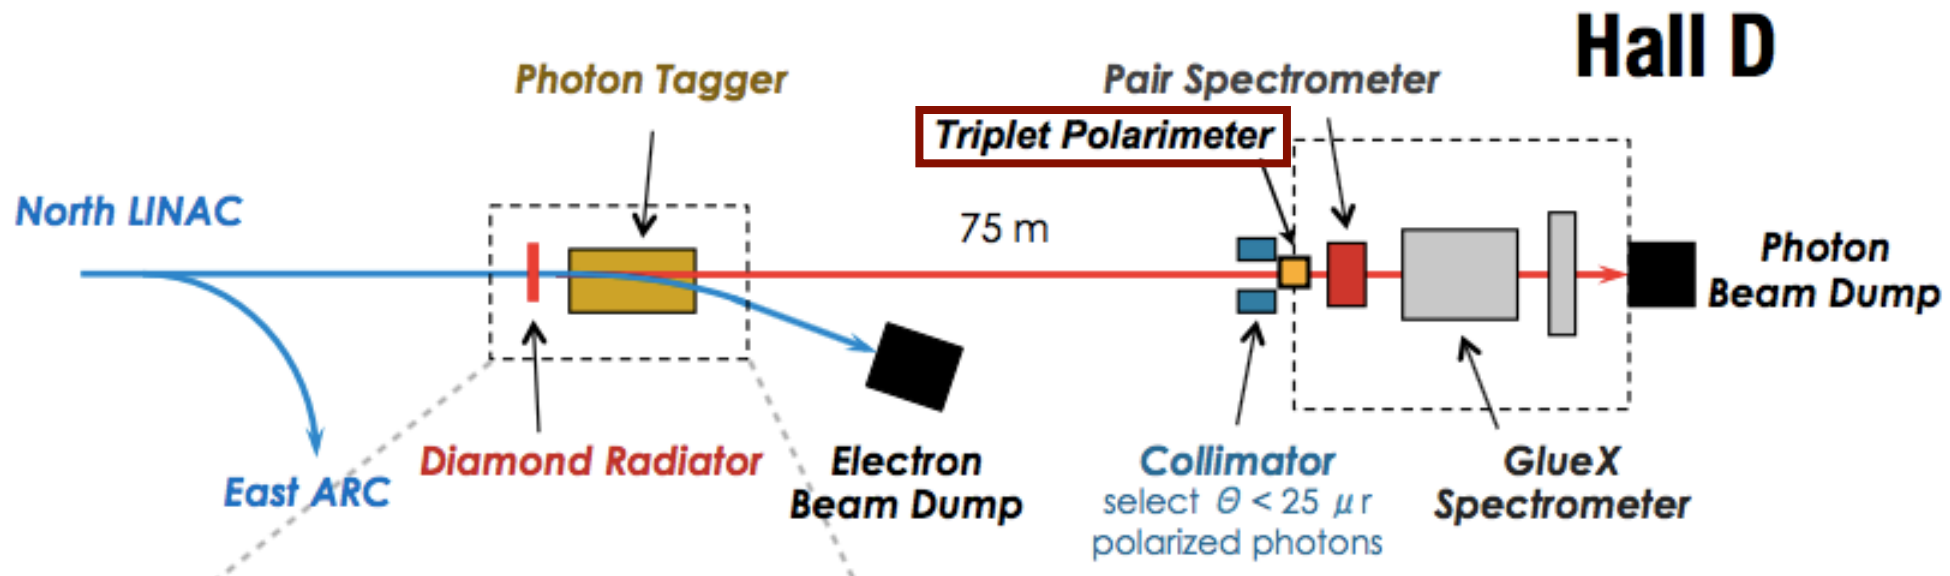 Hall D
Photon Tagger
Pair Spectrometer
Triplet Polarimeter
North LINAC
75 m
Photon
Beam Dump
Diamond Radiator
Electron
Beam Dump
Collimator
select Θ < 25 μr
polarized photons
GlueX
Spectrometer
East ARC